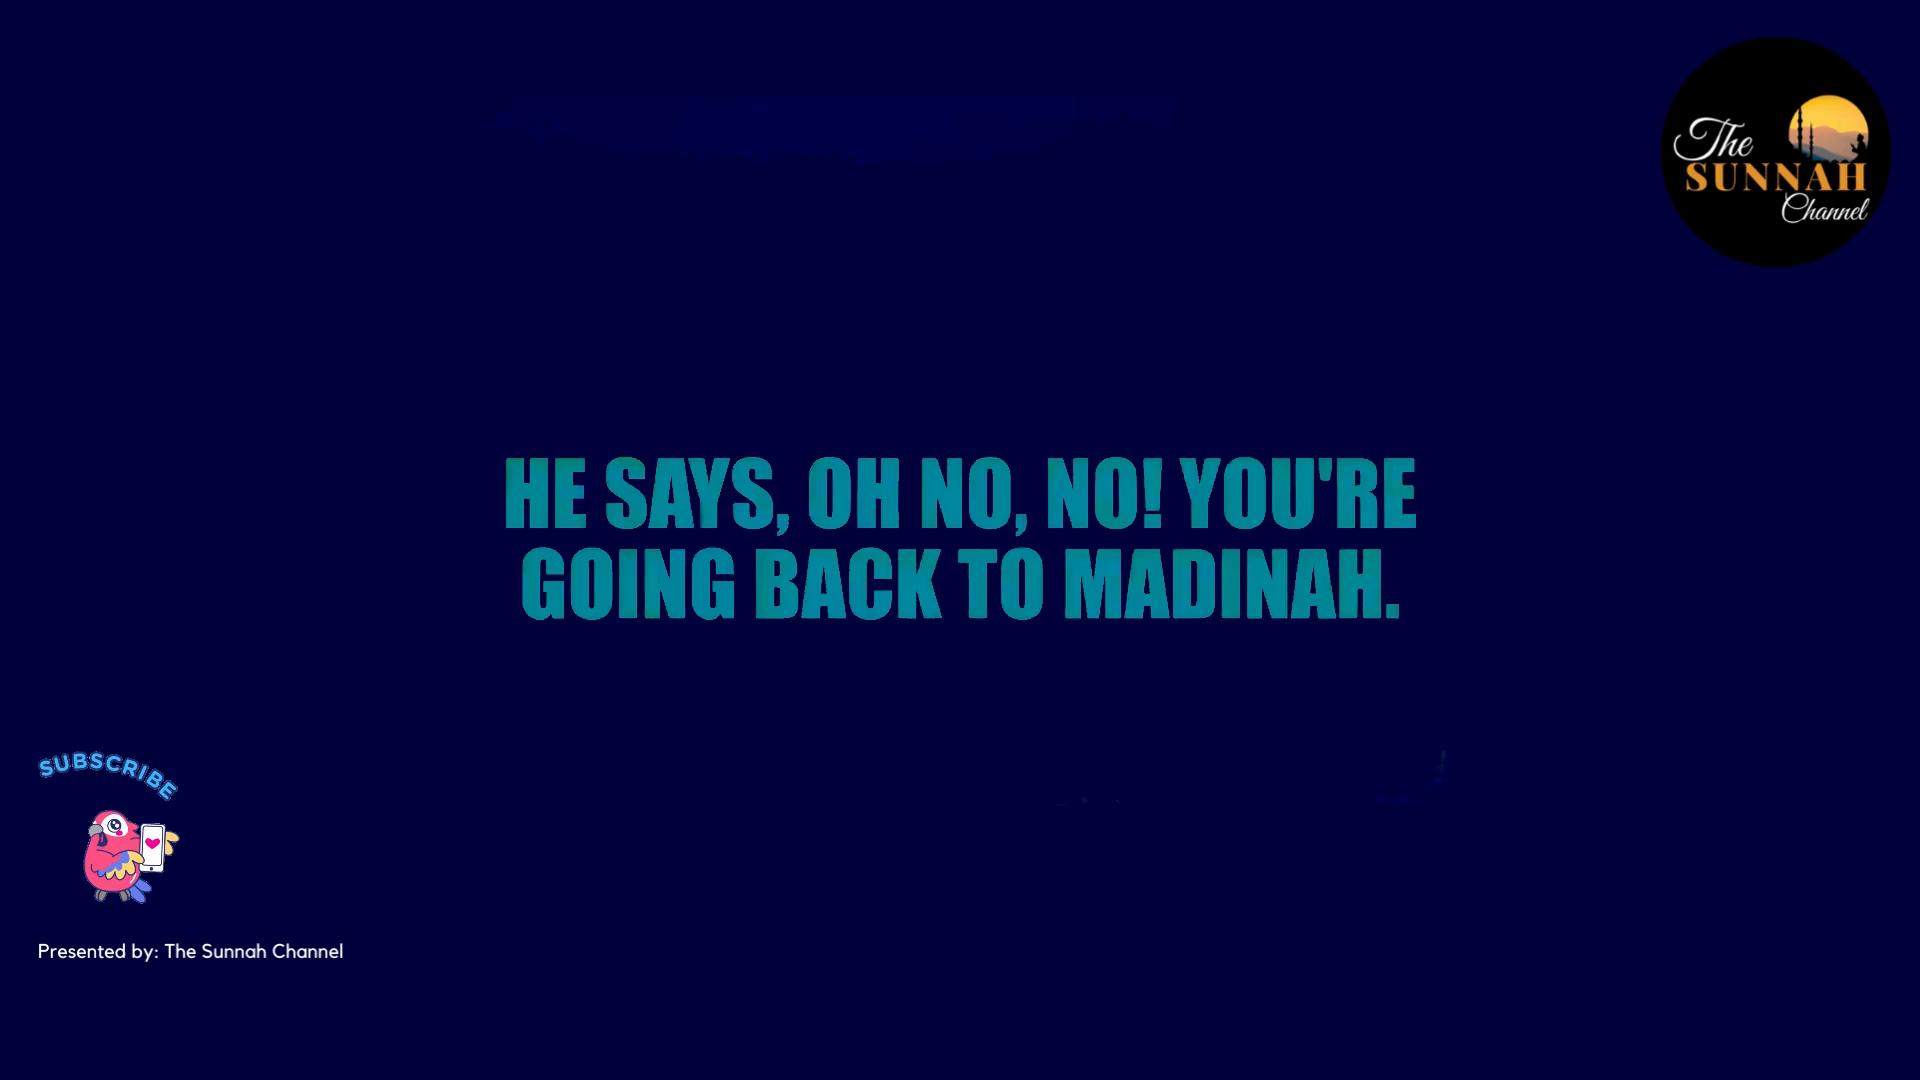 The
SUNNAH
Channel
HE SAYS, OH NO, NO! YOU'RE
GOING BACK TO MADINAH.
SUBSCRIBE
Presented by: The Sunnah Channel